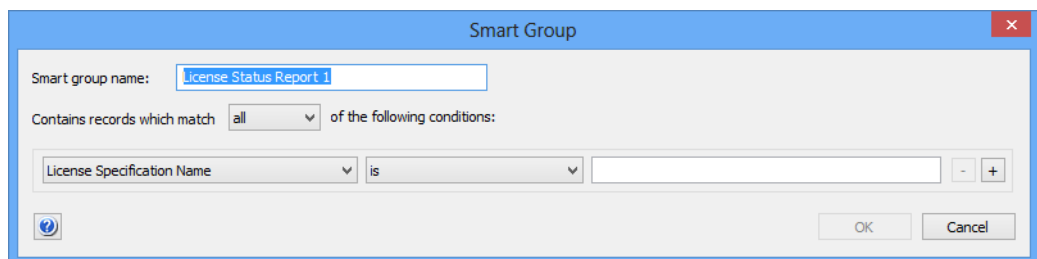 Smart Group
Smart group name: License Status Report 1
Contains records which match all of the following conditions:
License Specification Name is - +
OK Cancel